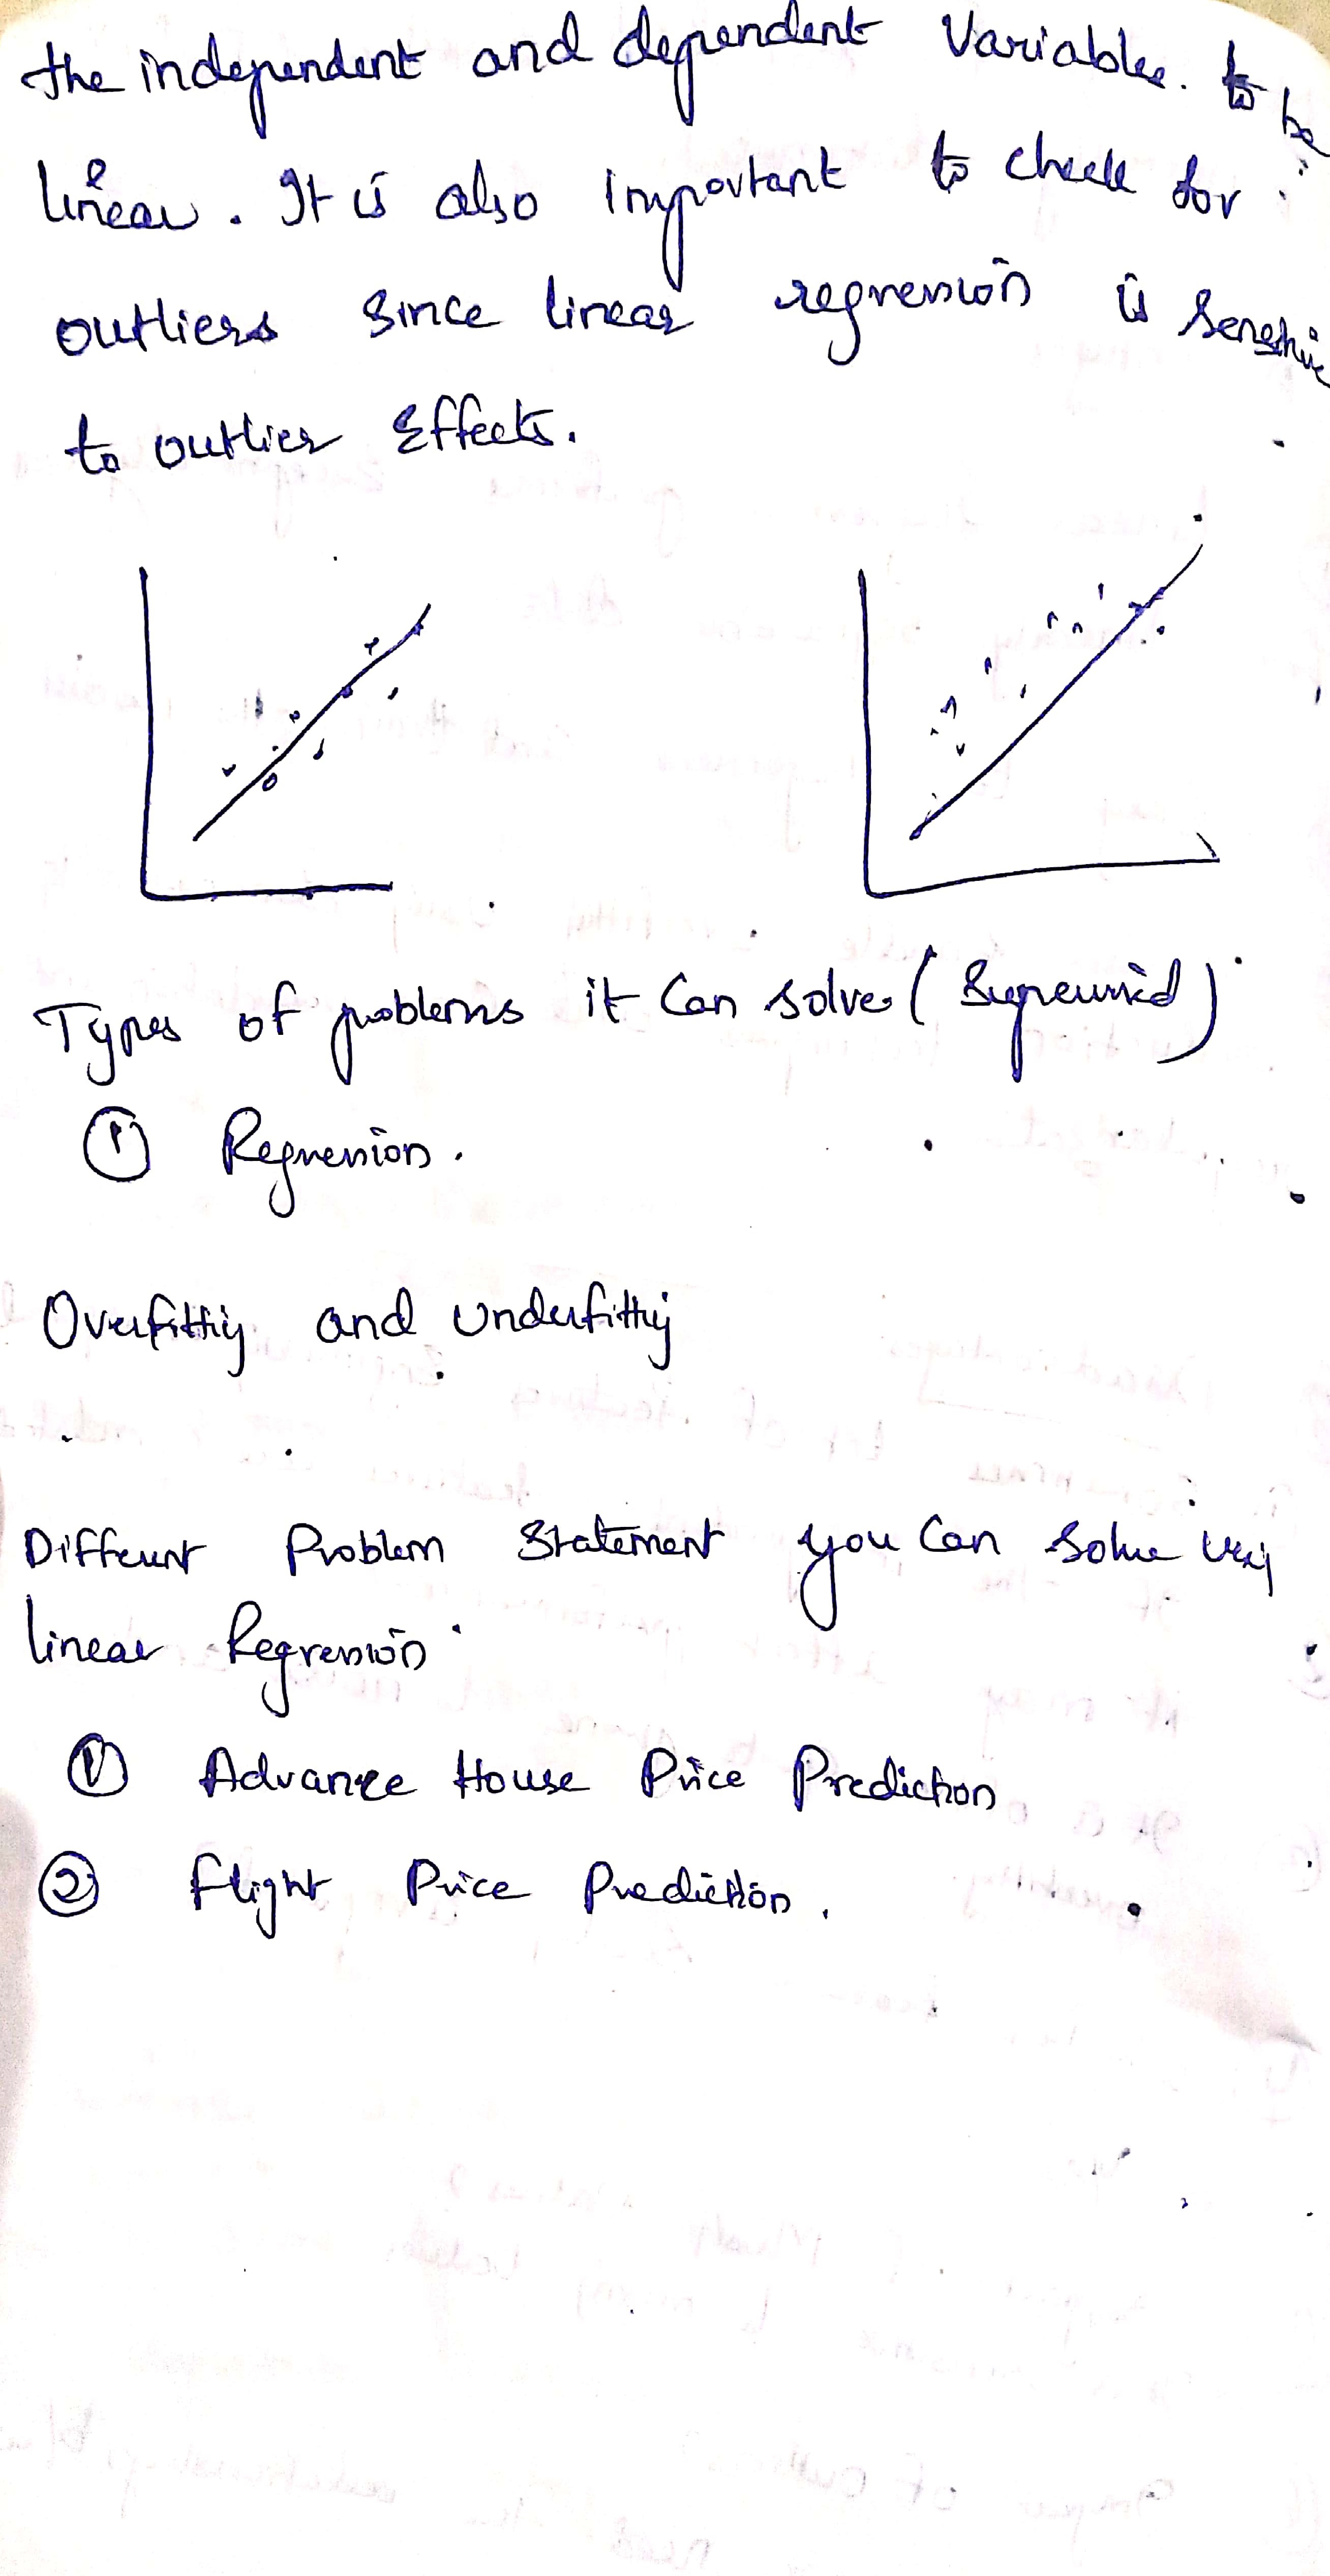 the independent and dependent Variables. to be
linear. It is also important to check for
outliers since linear regression is sensitive
to outlier Effects.
Types of problems it Can solve (Supervised)
① Regression.
Overfitting and Underfitting
Different Problem Statement you Can Solve using
linear Regression
① Advance House Price Prediction
② Flight Price Prediction.